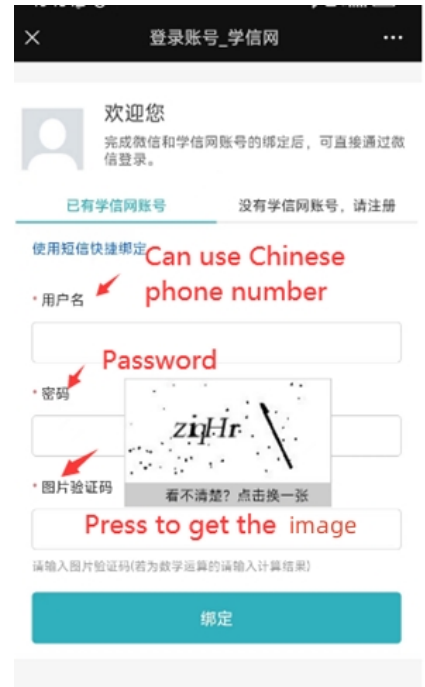 登录账号_学信网
欢迎您
完成微信和学信网账号的绑定后，可直接通过微
信登录。
已有学信网账号
没有学信网账号，请注册
使用短信快捷绑定
Can use Chinese
phone number
*用户名
Password
*密码
看不清楚? 点击换一张
*图片验证码
Press to get the image
请输入图片验证码(若为数学运算的请输入计算结果)
绑定